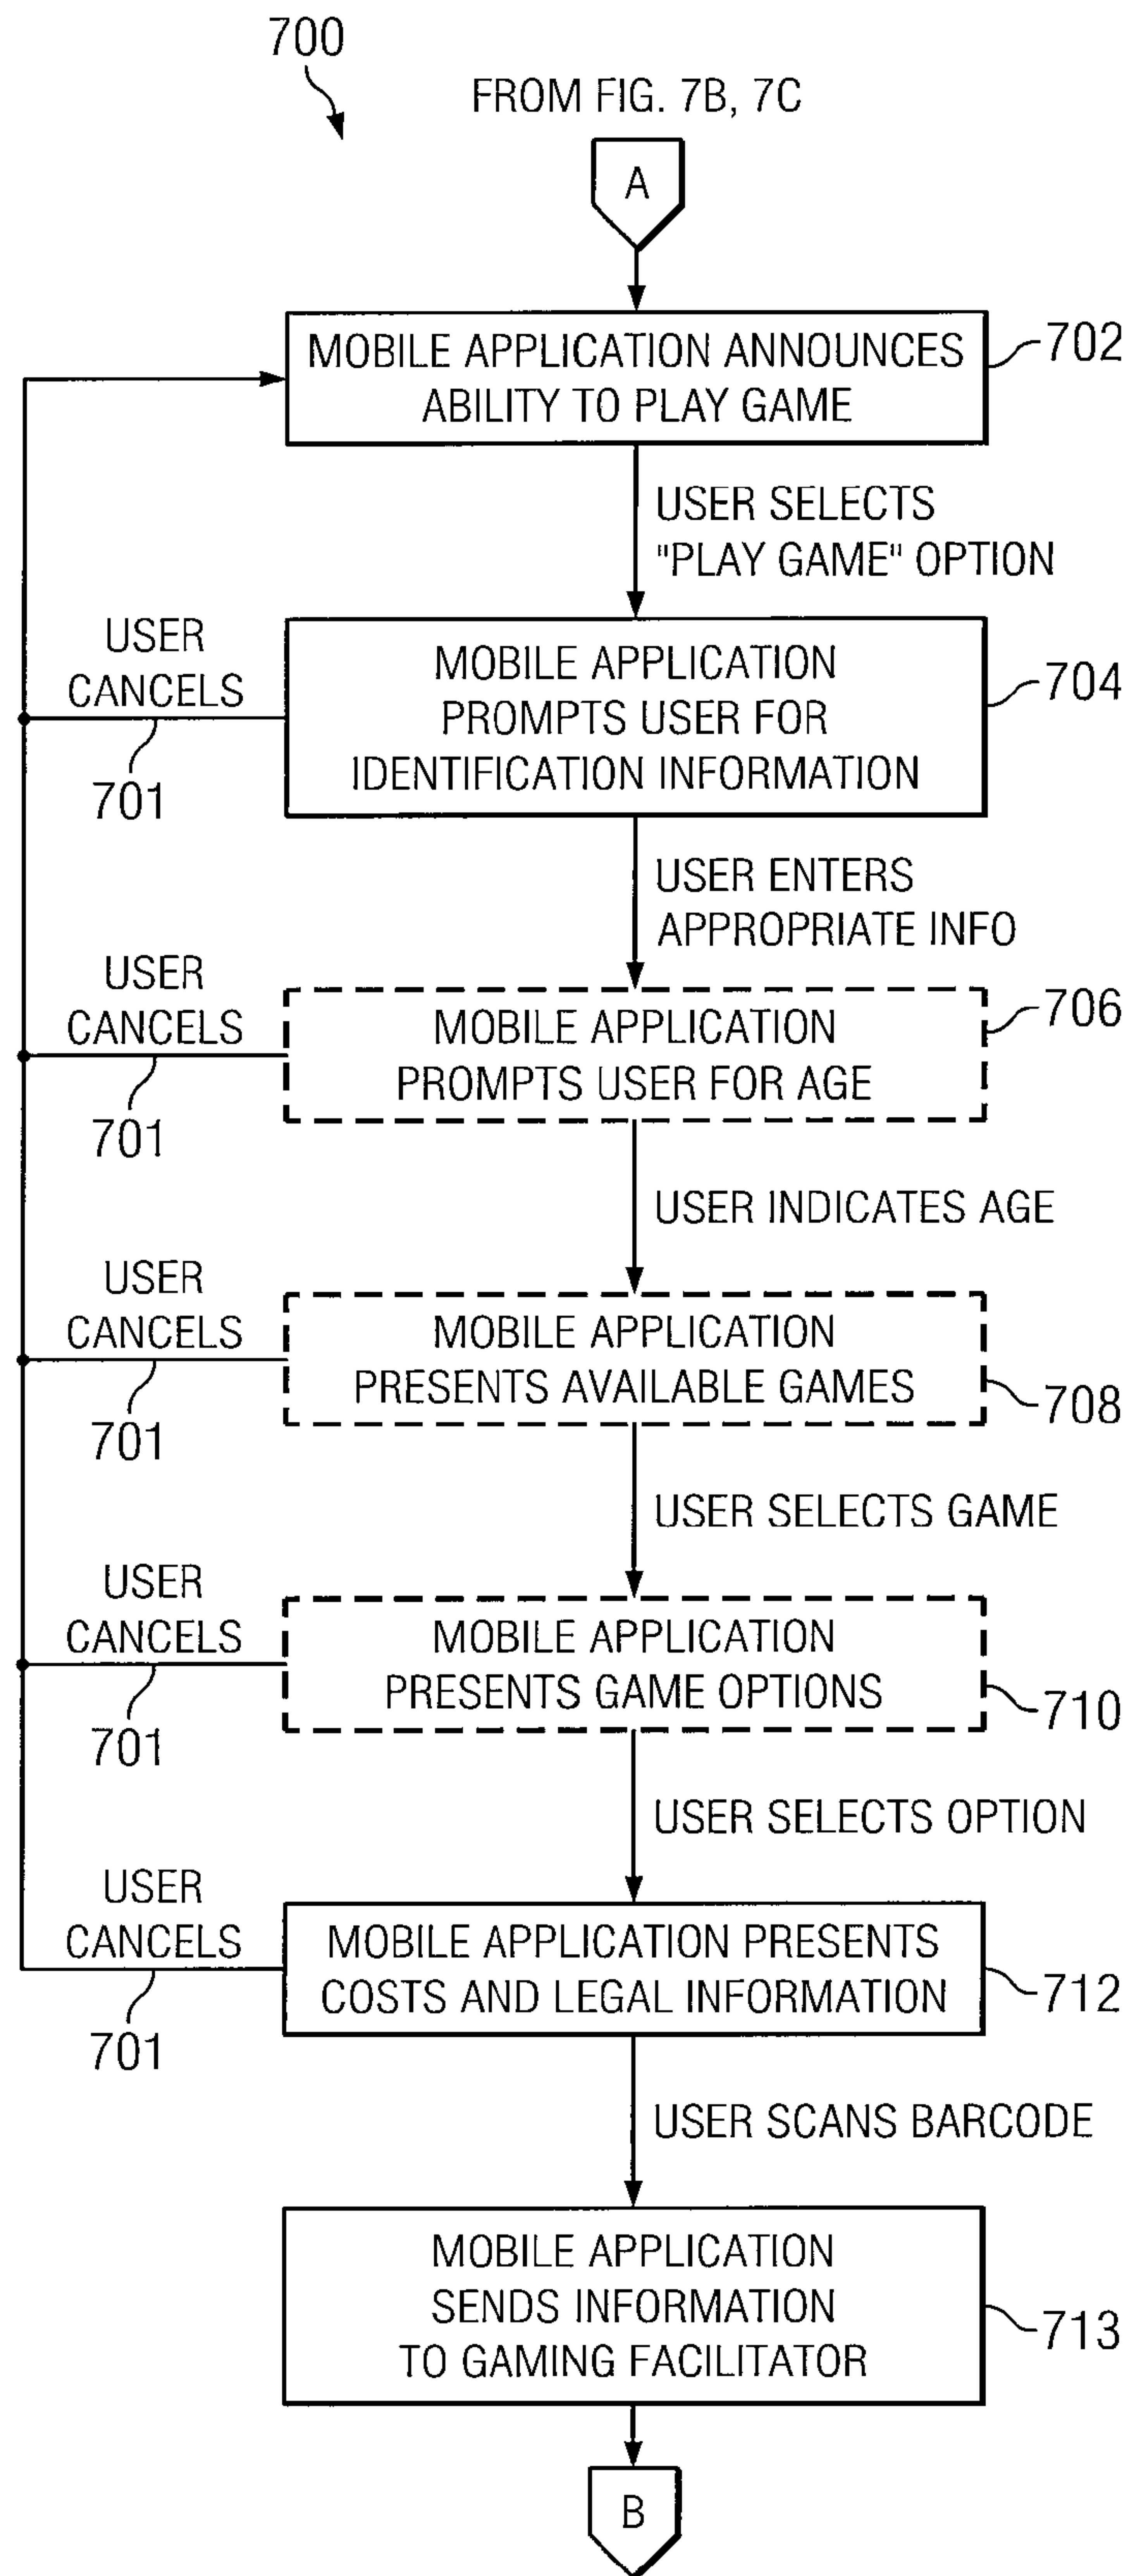 700
FROM FIG. 7B, 7C
A
MOBILE APPLICATION ANNOUNCES
ABILITY TO PLAY GAME
702
USER SELECTS
"PLAY GAME" OPTION
USER
CANCELS
701
MOBILE APPLICATION
PROMPTS USER FOR
IDENTIFICATION INFORMATION
704
USER ENTERS
APPROPRIATE INFO
USER
CANCELS
701
MOBILE APPLICATION
PROMPTS USER FOR AGE
706
USER INDICATES AGE
USER
CANCELS
701
MOBILE APPLICATION
PRESENTS AVAILABLE GAMES
708
USER SELECTS GAME
USER
CANCELS
701
MOBILE APPLICATION
PRESENTS GAME OPTIONS
710
USER SELECTS OPTION
USER
CANCELS
701
MOBILE APPLICATION PRESENTS
COSTS AND LEGAL INFORMATION
712
USER SCANS BARCODE
MOBILE APPLICATION
SENDS INFORMATION
TO GAMING FACILITATOR
713
B